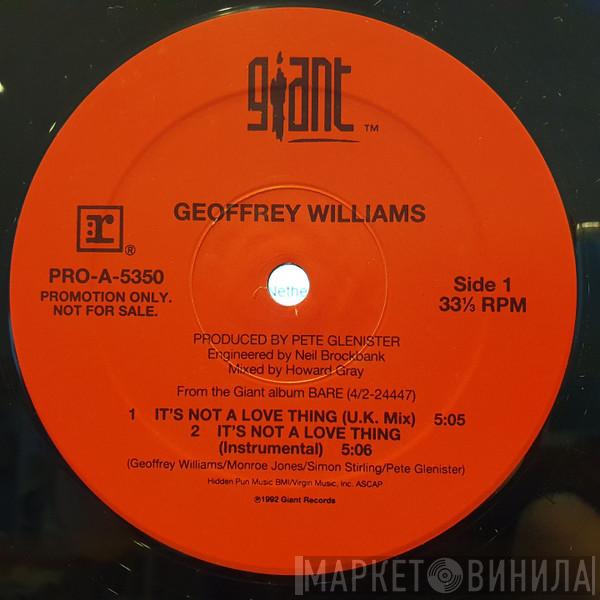 giant ™
GEOFFREY WILLIAMS
r ®
PRO-A-5350
PROMOTION ONLY.
NOT FOR SALE.
Side 1
33⅓ RPM
Nethe
PRODUCED BY PETE GLENISTER
Engineered by Neil Brockbank
Mixed by Howard Gray
From the Giant album BARE (4/2-24447)
1 IT'S NOT A LOVE THING (U.K. Mix) 5:05
2 IT'S NOT A LOVE THING
(Instrumental) 5:06
(Geoffrey Williams/Monroe Jones/Simon Stirling/Pete Glenister)
Hidden Pun Music BMI/Virgin Music, Inc. ASCAP
℗1992 Giant Records
МАРКЕТ ВИНИЛА